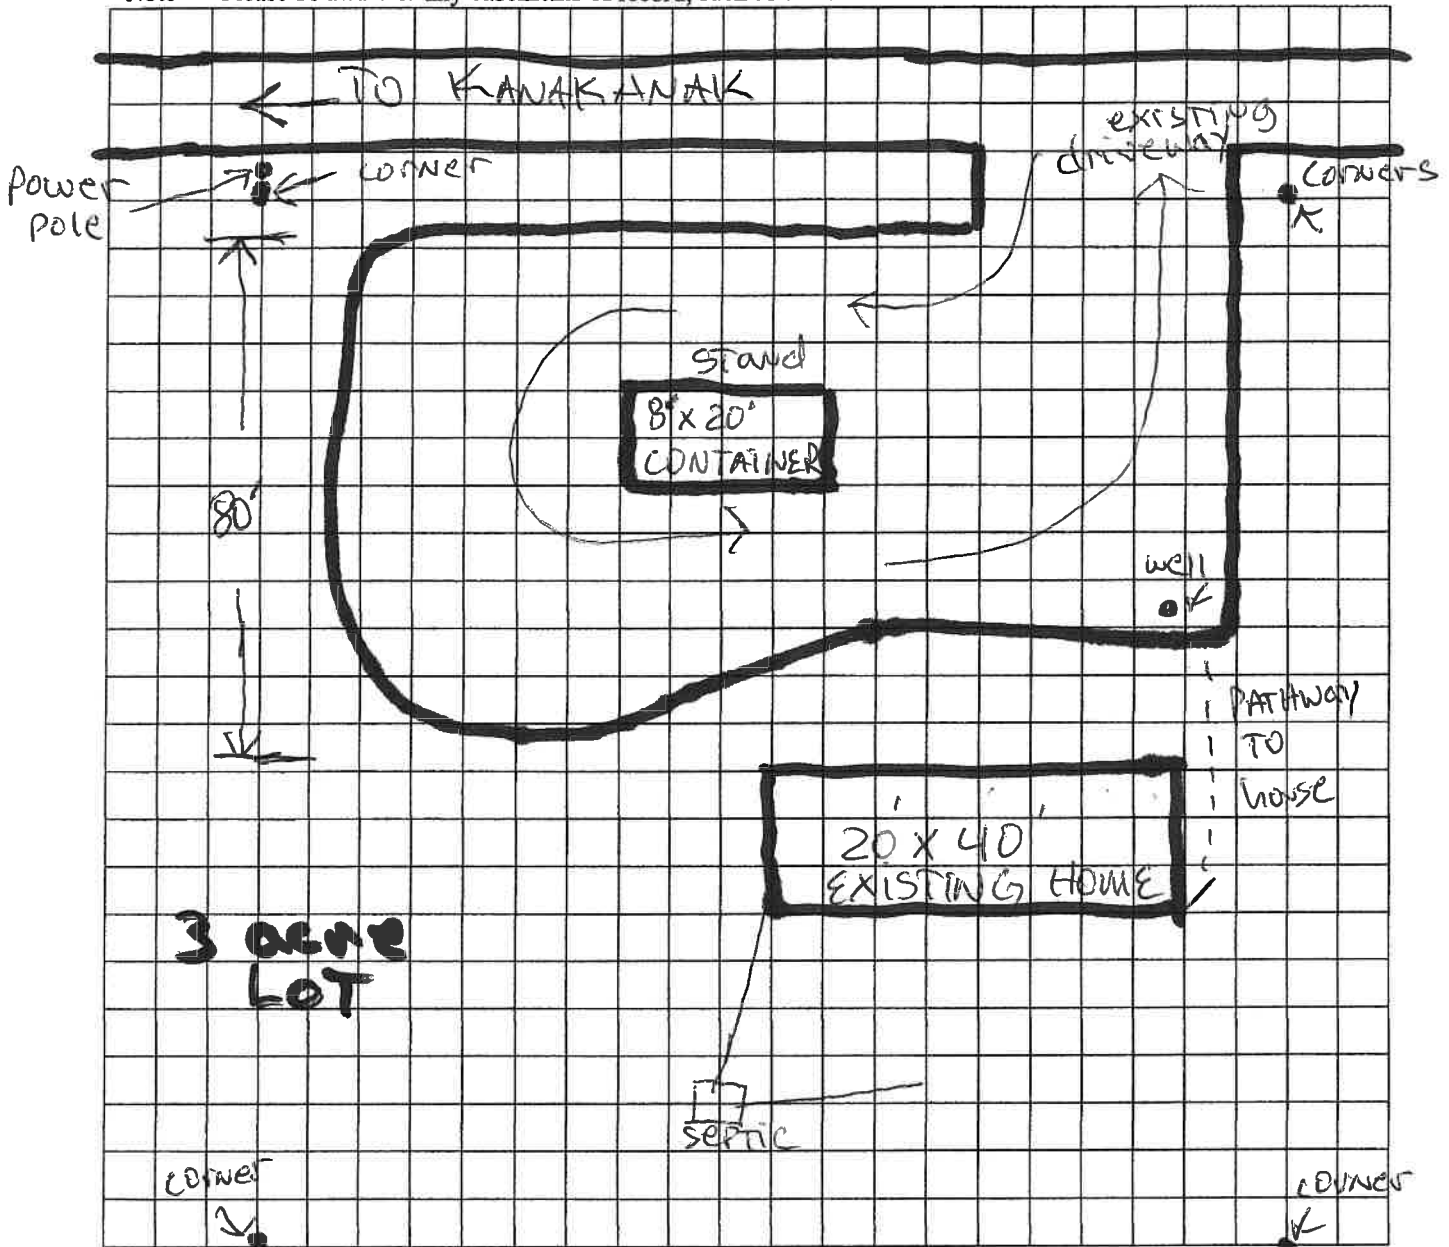 TO KANAKANAK
existing
driveway
corner
Power
pole
corners
stand
8' x 20'
CONTAINER
80'
well
PATHWAY
TO
house
20' x 40'
EXISTING HOME
3 acre
LOT
septic
corner
corner